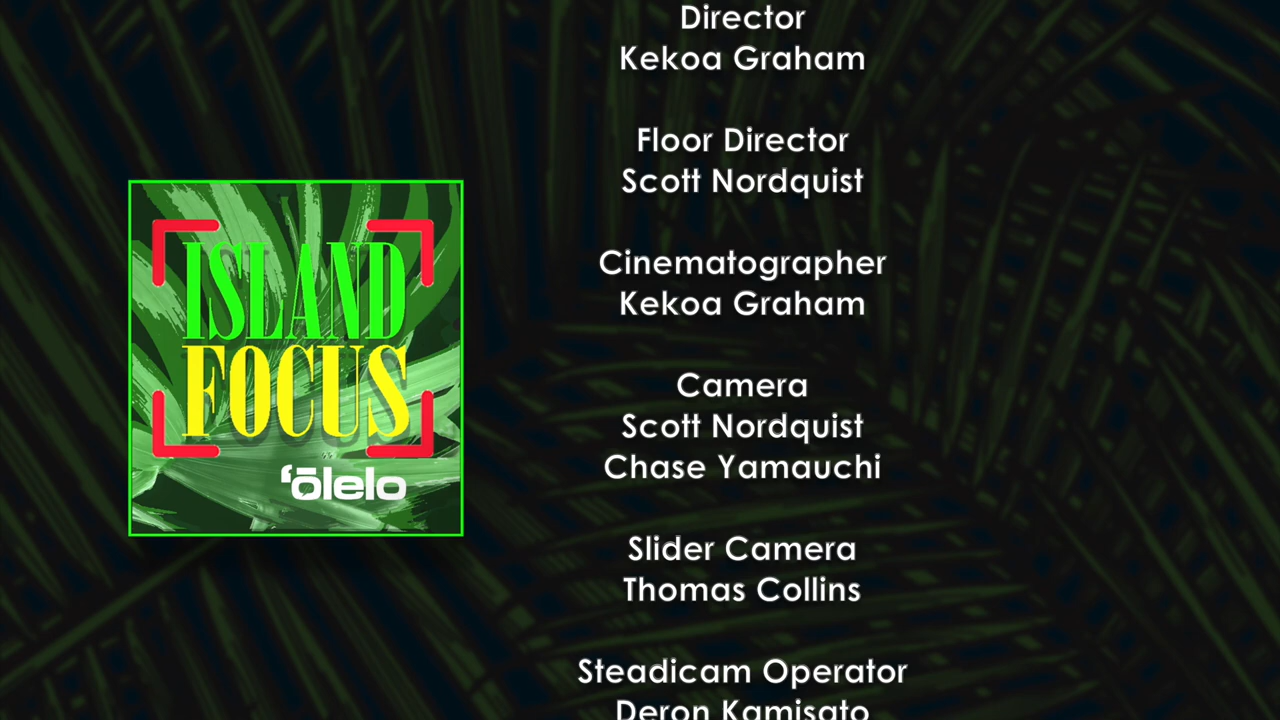 ISLAND
FOCUS
ʻōlelo
Director
Kekoa Graham
Floor Director
Scott Nordquist
Cinematographer
Kekoa Graham
Camera
Scott Nordquist
Chase Yamauchi
Slider Camera
Thomas Collins
Steadicam Operator
Deron Kamisato